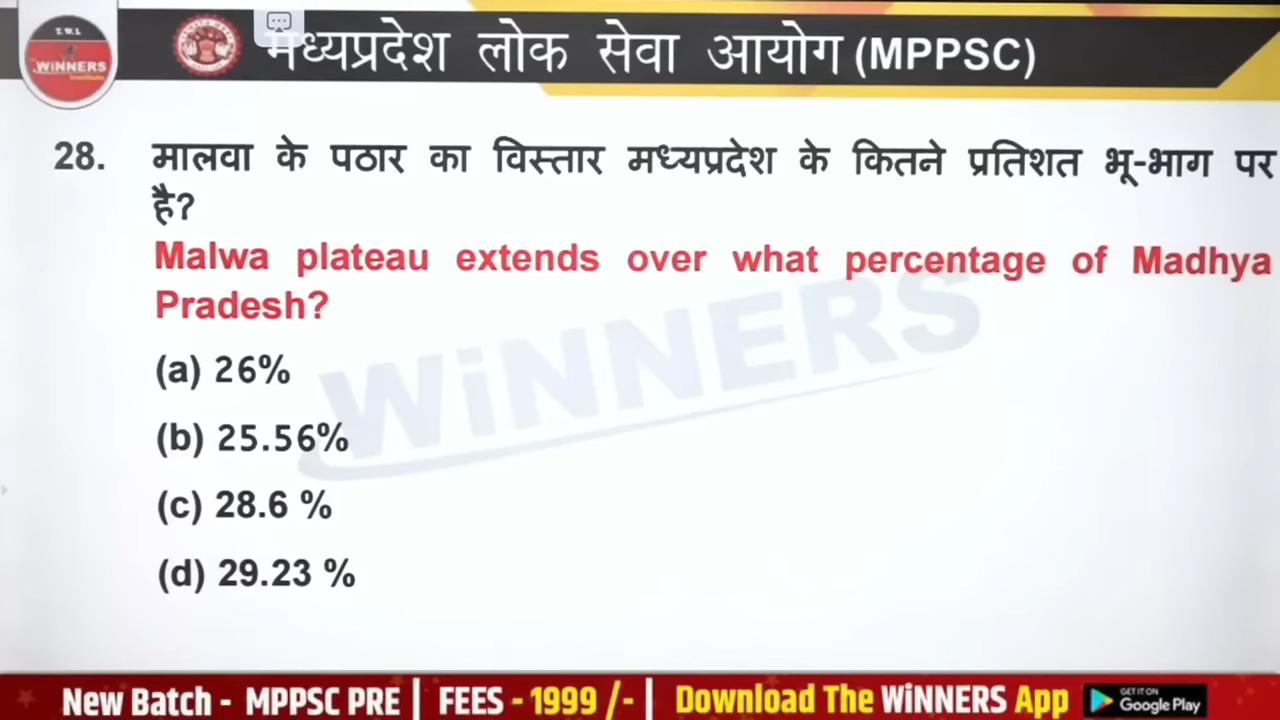 T.W.I.
WiNNERS
institute
मध्यप्रदेश लोक सेवा आयोग (MPPSC)
28. मालवा के पठार का विस्तार मध्यप्रदेश के कितने प्रतिशत भू-भाग पर
है?
Malwa plateau extends over what percentage of Madhya
Pradesh?
WiNNERS
(a) 26%
(b) 25.56%
(c) 28.6 %
(d) 29.23 %
New Batch - MPPSC PRE | FEES - 1999 /- | Download The WiNNERS App GET IT ON Google Play